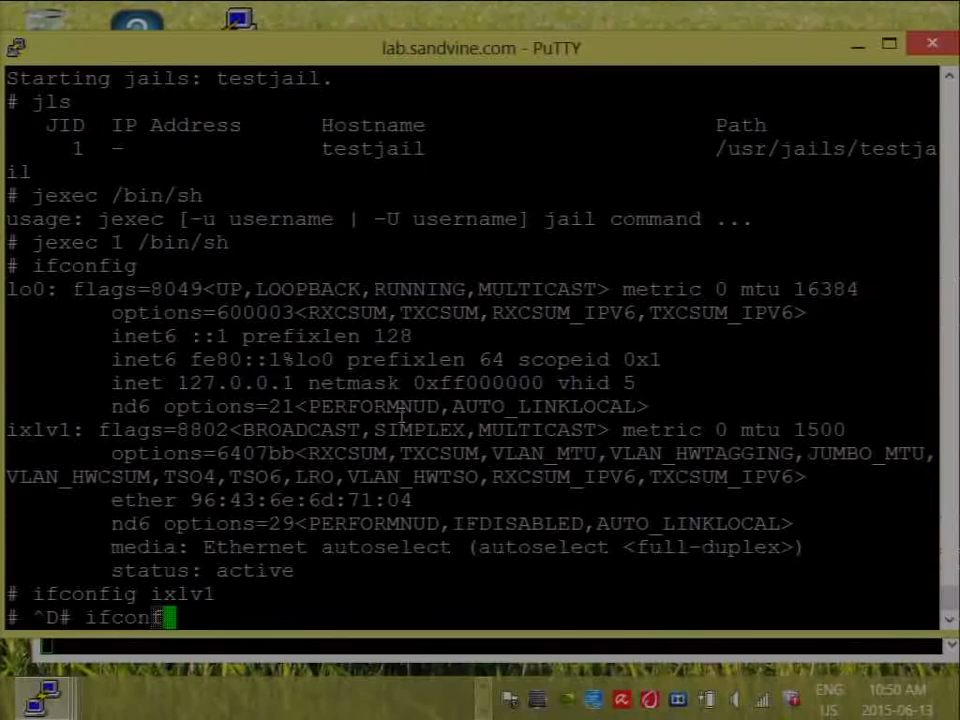 lab.sandvine.com - PuTTY
Starting jails: testjail.
# jls
JID IP Address Hostname Path
1 - testjail /usr/jails/testja
il
# jexec /bin/sh
usage: jexec [-u username | -U username] jail command ...
# jexec 1 /bin/sh
# ifconfig
lo0: flags=8049<UP,LOOPBACK,RUNNING,MULTICAST> metric 0 mtu 16384
options=600003<RXCSUM,TXCSUM,RXCSUM_IPV6,TXCSUM_IPV6>
inet6 ::1 prefixlen 128
inet6 fe80::1%lo0 prefixlen 64 scopeid 0x1
inet 127.0.0.1 netmask 0xff000000 vhid 5
nd6 options=21<PERFORMNUD,AUTO_LINKLOCAL>
ixlv1: flags=8802<BROADCAST,SIMPLEX,MULTICAST> metric 0 mtu 1500
options=6407bb<RXCSUM,TXCSUM,VLAN_MTU,VLAN_HWTAGGING,JUMBO_MTU,
VLAN_HWCSUM,TSO4,TSO6,LRO,VLAN_HWTSO,RXCSUM_IPV6,TXCSUM_IPV6>
ether 96:43:6e:6d:71:04
nd6 options=29<PERFORMNUD,IFDISABLED,AUTO_LINKLOCAL>
media: Ethernet autoselect (autoselect <full-duplex>)
status: active
# ifconfig ixlv1
# ^D# ifconf
ENG 10:50 AM
US 2015-06-13